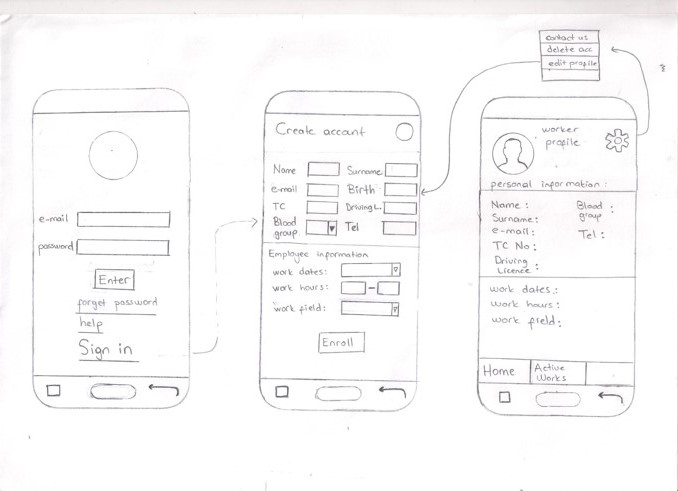 contact us
delete acc
edit profile
e-mail
password
Enter
forget password
help
Sign in
Create account
Name
Surname
e-mail
Birth
TC
Driving L.
Blood group
Tel
Employee information
work dates:
work hours:
-
work field:
Enroll
worker
profile
personal information :
Name :
Surname :
e-mail :
TC No :
Driving
Licence :
Blood
group :
Tel :
work dates :
work hours :
work field :
Home
Active
Works